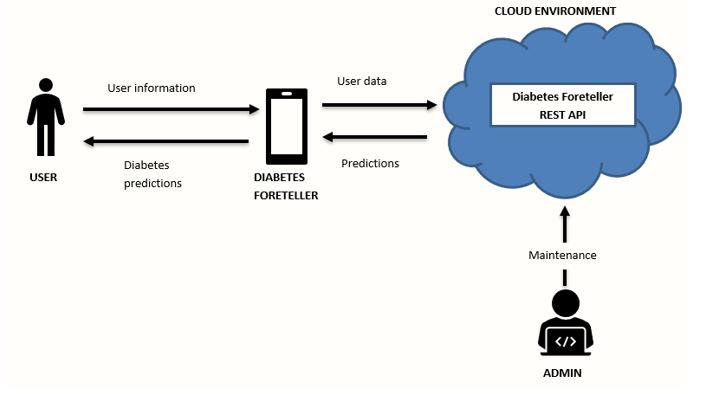 CLOUD ENVIRONMENT
User information
User data
Diabetes Foreteller
REST API
Diabetes
predictions
Predictions
USER
DIABETES
FORETELLER
Maintenance
</>
ADMIN